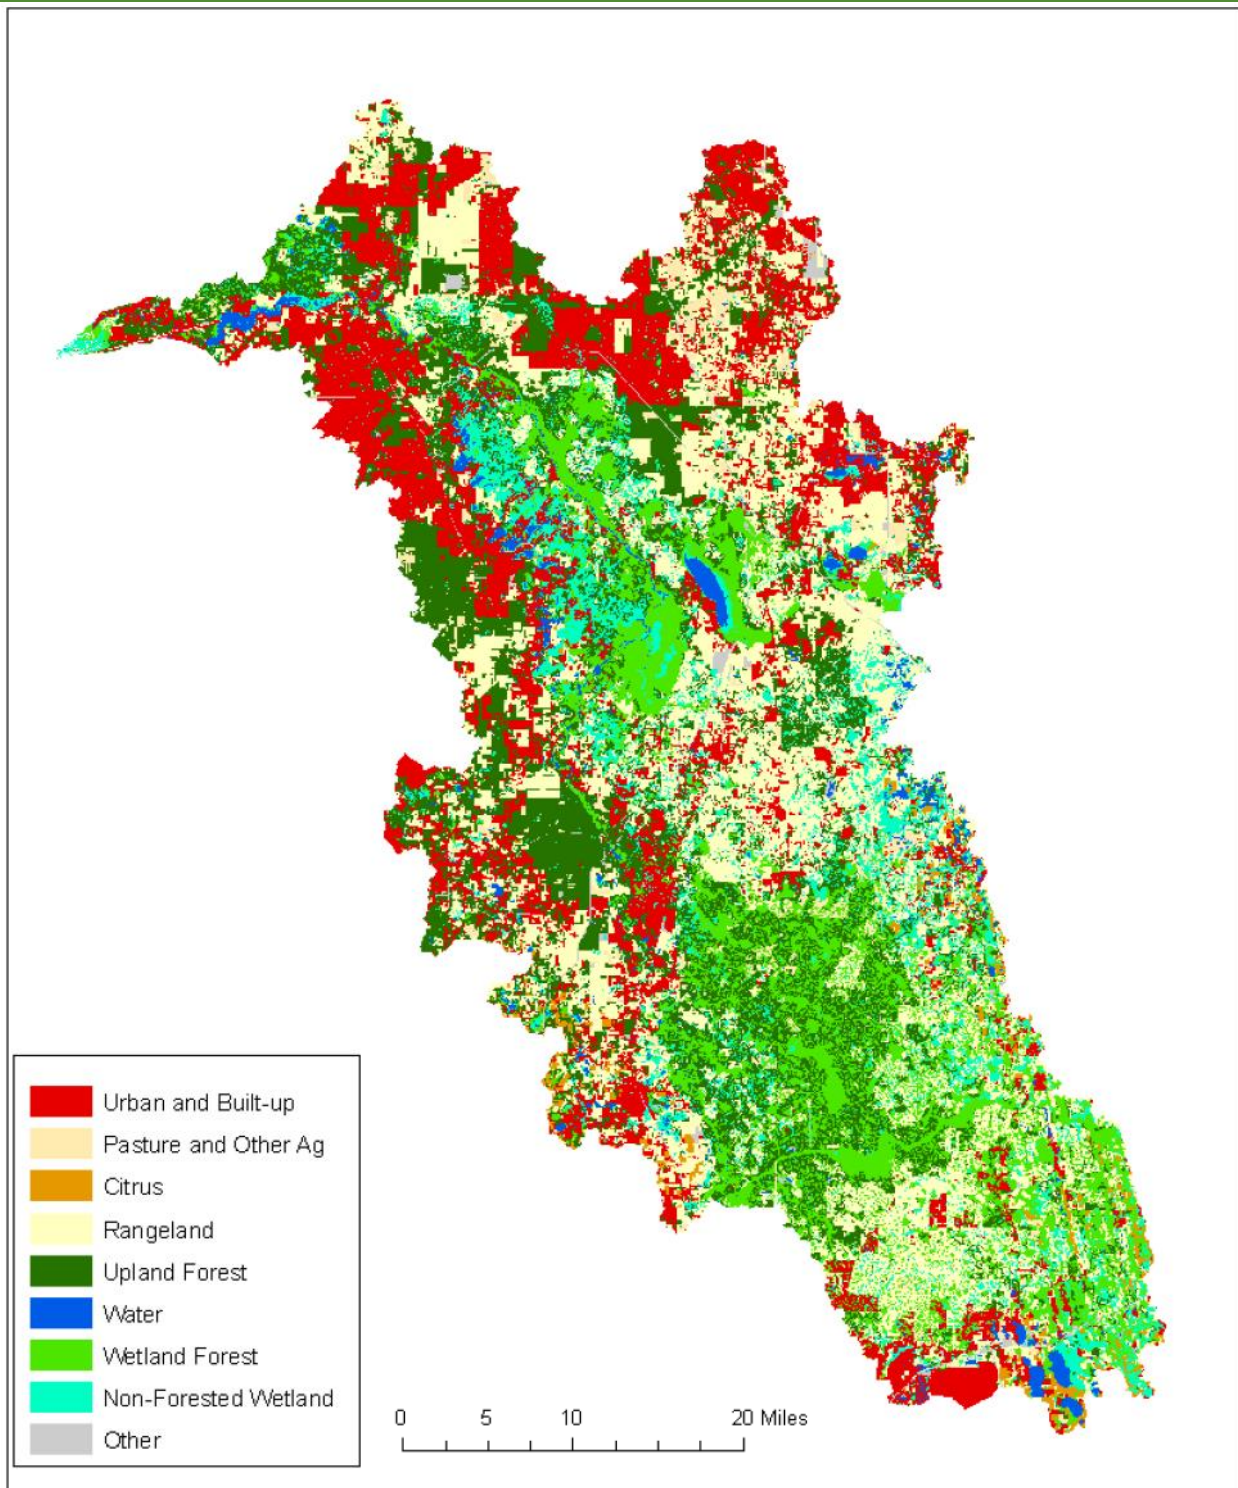 Urban and Built-up
Pasture and Other Ag
Citrus
Rangeland
Upland Forest
Water
Wetland Forest
Non-Forested Wetland
Other
0 5 10 20 Miles